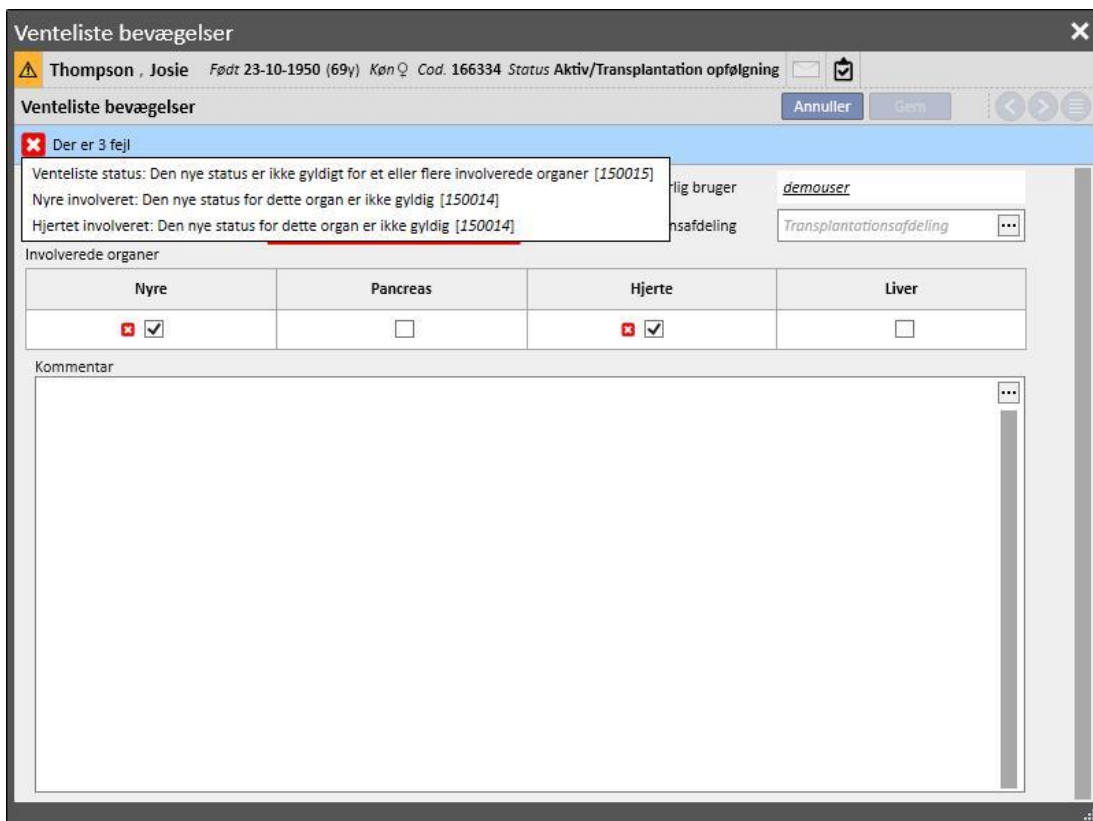 Venteliste bevægelser
Thompson , Josie Født 23-10-1950 (69y) Køn ♀ Cod. 166334 Status Aktiv/Transplantation opfølgning
Venteliste bevægelser Annuller Gem
Der er 3 fejl
Venteliste status: Den nye status er ikke gyldigt for et eller flere involverede organer [150015]
Nyre involveret: Den nye status for dette organ er ikke gyldig [150014]
Hjertet involveret: Den nye status for dette organ er ikke gyldig [150014]
rlig bruger demouser
nsafdeling Transplantationsafdeling
Involverede organer
Nyre Pancreas Hjerte Liver
Kommentar